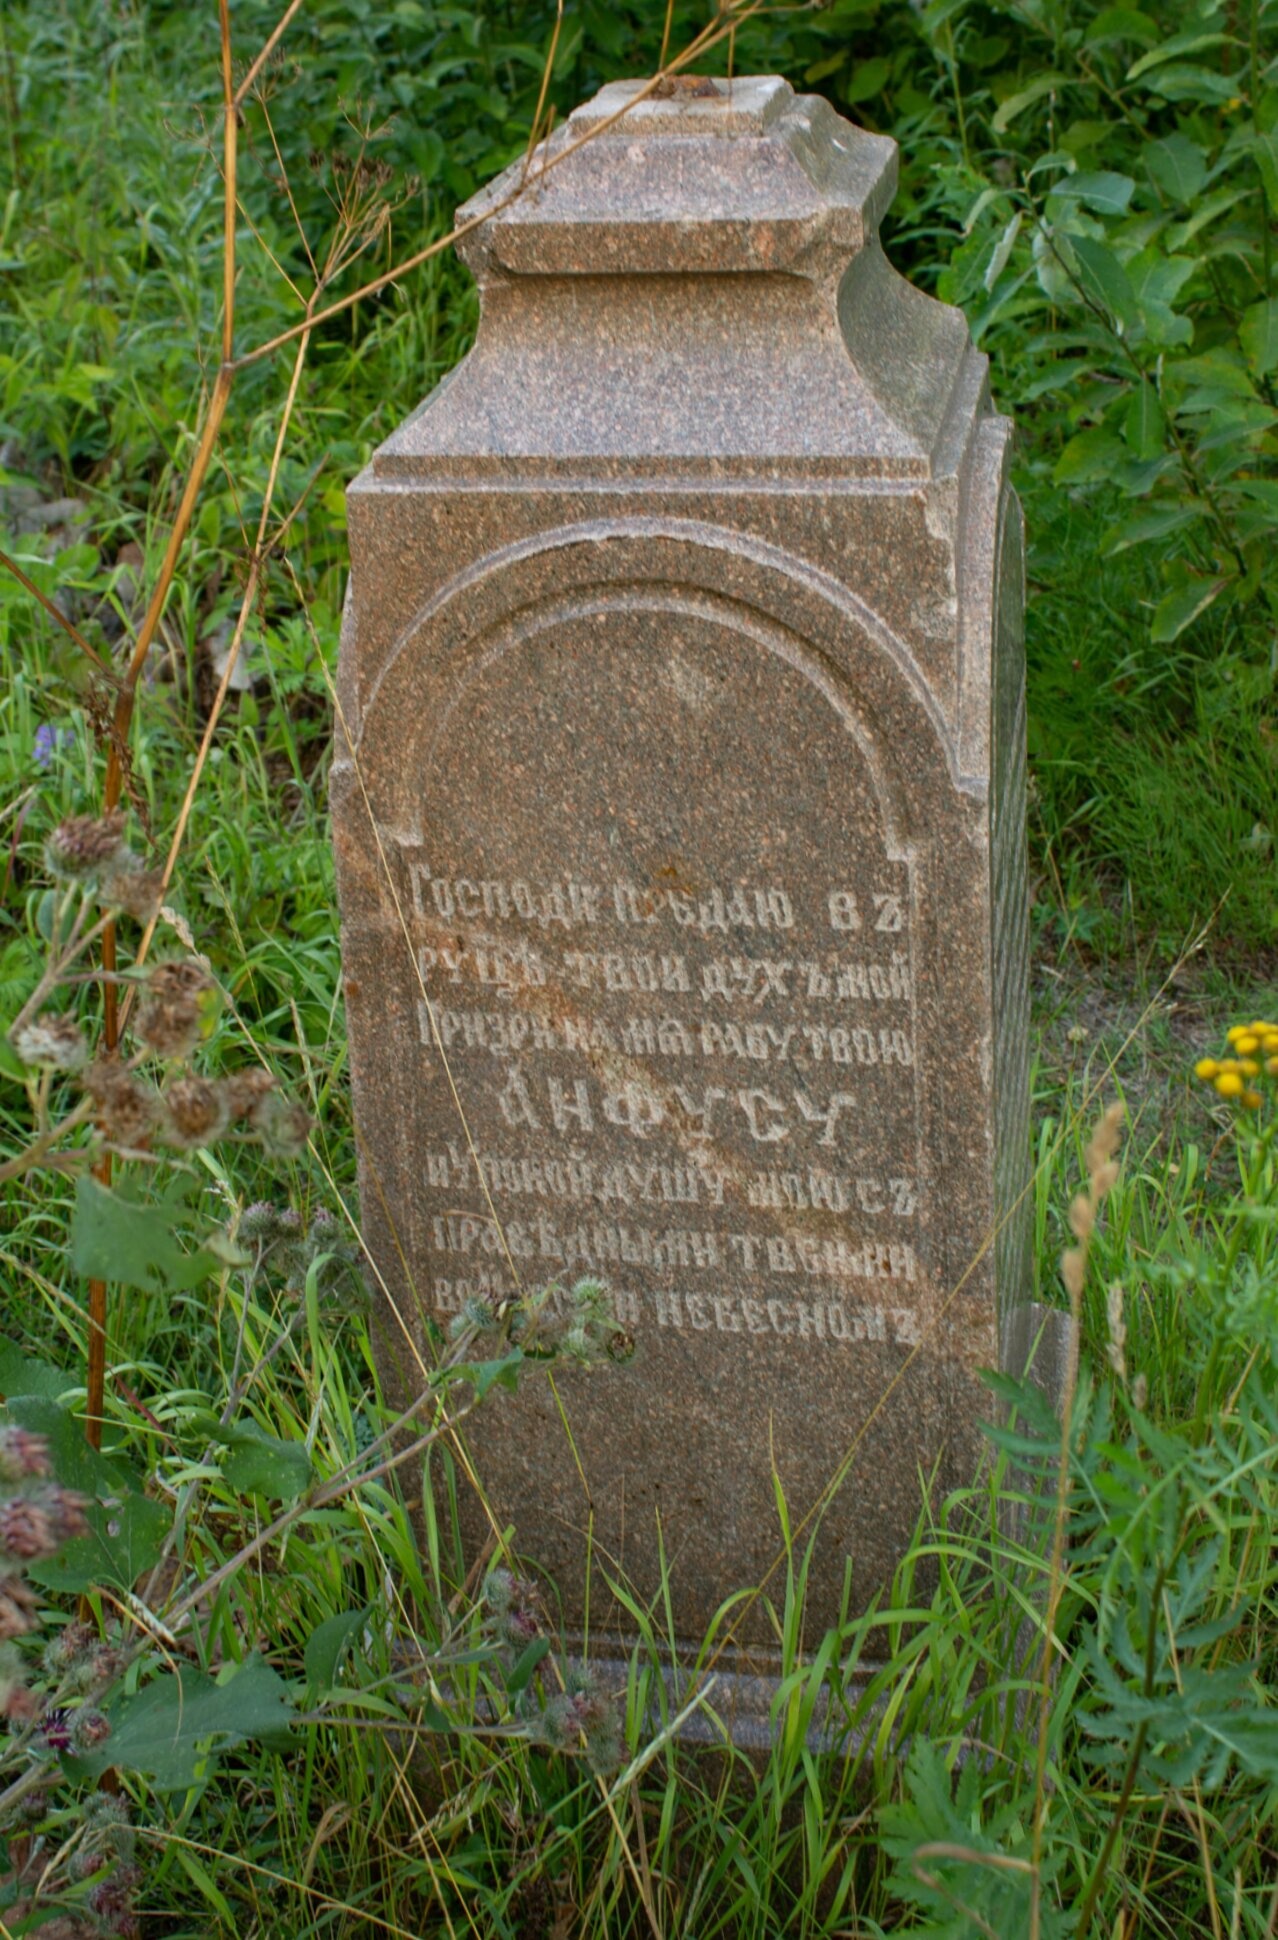 Господи предаю въ
руцѣ твои духъ мой
Призри на мя рабу твою
Анфусу
и упокой душу мою съ
праведными твоими
небесномъ